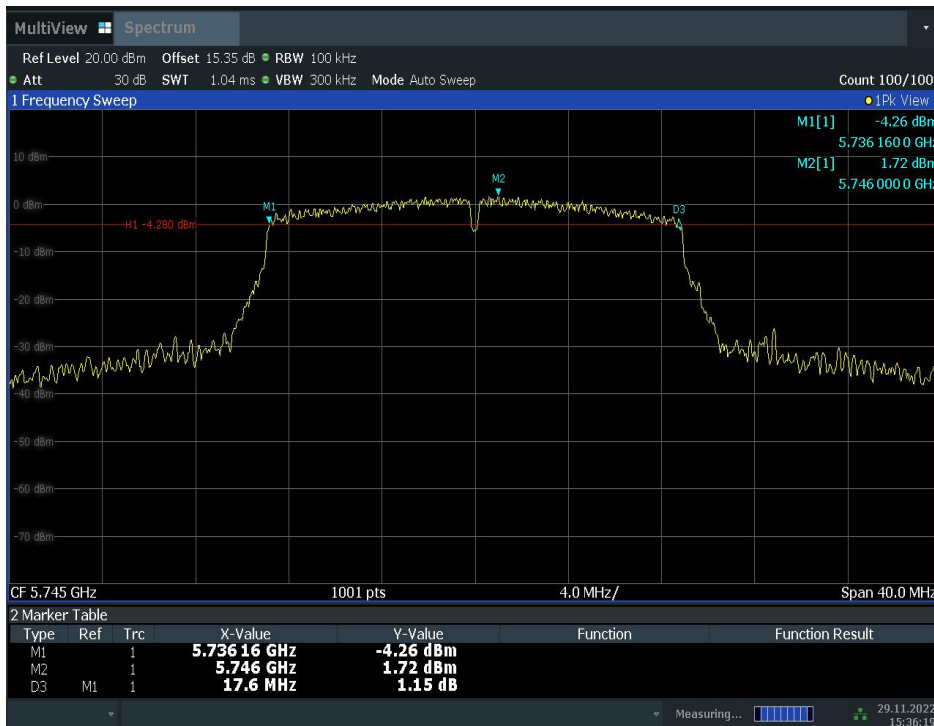 MultiView Spectrum
Ref Level 20.00 dBm Offset 15.35 dB RBW 100 kHz
Att 30 dB SWT 1.04 ms VBW 300 kHz Mode Auto Sweep Count 100/100
1 Frequency Sweep 1Pk View
M1[1] -4.26 dBm
5.736 160 0 GHz
M2[1] 1.72 dBm
5.746 000 0 GHz
10 dBm
M2
0 dBm
M1
D3
H1 -4.280 dBm
-10 dBm
-20 dBm
-30 dBm
-40 dBm
-50 dBm
-60 dBm
-70 dBm
CF 5.745 GHz 1001 pts 4.0 MHz/ Span 40.0 MHz
2 Marker Table
Type Ref Trc X-Value Y-Value Function Function Result
M1 1 5.736 16 GHz -4.26 dBm
M2 1 5.746 GHz 1.72 dBm
D3 M1 1 17.6 MHz 1.15 dB
Measuring... 29.11.2022
15:36:19